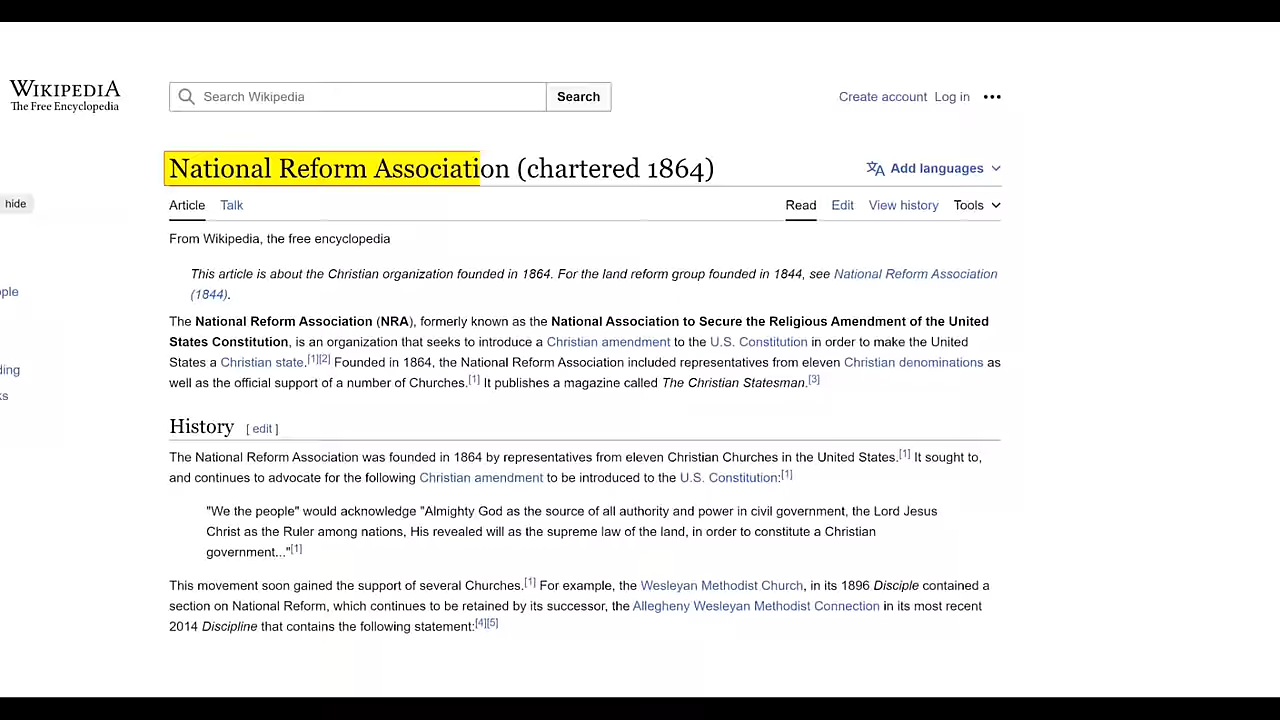 WIKIPEDIA
The Free Encyclopedia
Search Wikipedia
Search
Create account Log in
National Reform Association (chartered 1864)
Add languages
hide
Article Talk
Read Edit View history Tools
From Wikipedia, the free encyclopedia
This article is about the Christian organization founded in 1864. For the land reform group founded in 1844, see National Reform Association
(1844).
ople
The National Reform Association (NRA), formerly known as the National Association to Secure the Religious Amendment of the United
States Constitution, is an organization that seeks to introduce a Christian amendment to the U.S. Constitution in order to make the United
States a Christian state.[1][2] Founded in 1864, the National Reform Association included representatives from eleven Christian denominations as
ding
well as the official support of a number of Churches.[1] It publishes a magazine called The Christian Statesman.[3]
ks
History [ edit ]
The National Reform Association was founded in 1864 by representatives from eleven Christian Churches in the United States.[1] It sought to,
and continues to advocate for the following Christian amendment to be introduced to the U.S. Constitution:[1]
"We the people" would acknowledge "Almighty God as the source of all authority and power in civil government, the Lord Jesus
Christ as the Ruler among nations, His revealed will as the supreme law of the land, in order to constitute a Christian
government..."[1]
This movement soon gained the support of several Churches.[1] For example, the Wesleyan Methodist Church, in its 1896 Disciple contained a
section on National Reform, which continues to be retained by its successor, the Allegheny Wesleyan Methodist Connection in its most recent
2014 Discipline that contains the following statement:[4][5]